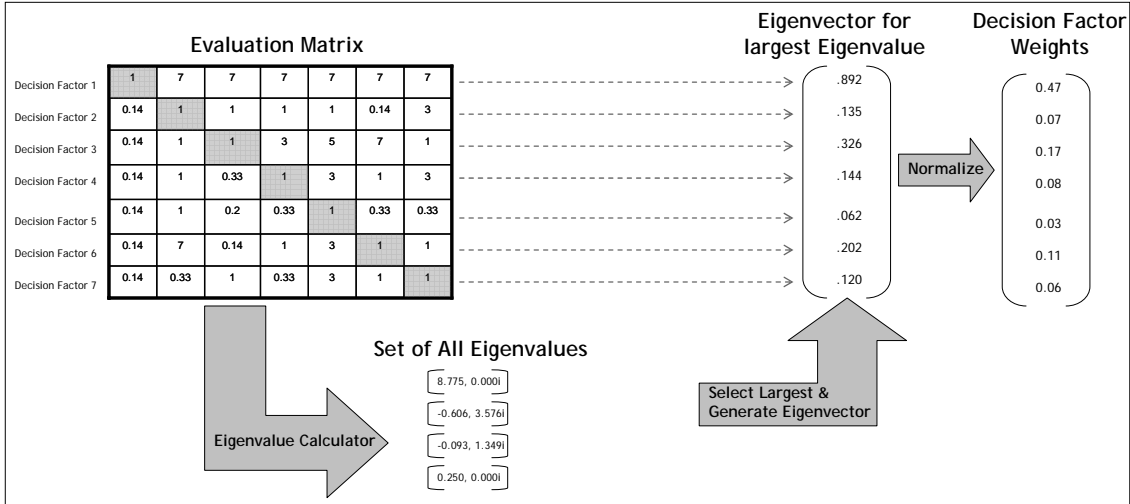 Evaluation Matrix
Eigenvector for
largest Eigenvalue
Decision Factor
Weights
Decision Factor 1 1 7 7 7 7 7 7 .892 0.47
Decision Factor 2 0.14 1 1 1 1 0.14 3 .135 0.07
Decision Factor 3 0.14 1 1 3 5 7 1 .326 0.17
Decision Factor 4 0.14 1 0.33 1 3 1 3 .144 0.08
Decision Factor 5 0.14 1 0.2 0.33 1 0.33 0.33 .062 0.03
Decision Factor 6 0.14 7 0.14 1 3 1 1 .202 0.11
Decision Factor 7 0.14 0.33 1 0.33 3 1 1 .120 0.06
Normalize
Set of All Eigenvalues
8.775, 0.000i
-0.606, 3.576i
-0.093, 1.349i
0.250, 0.000i
Eigenvalue Calculator
Select Largest &
Generate Eigenvector